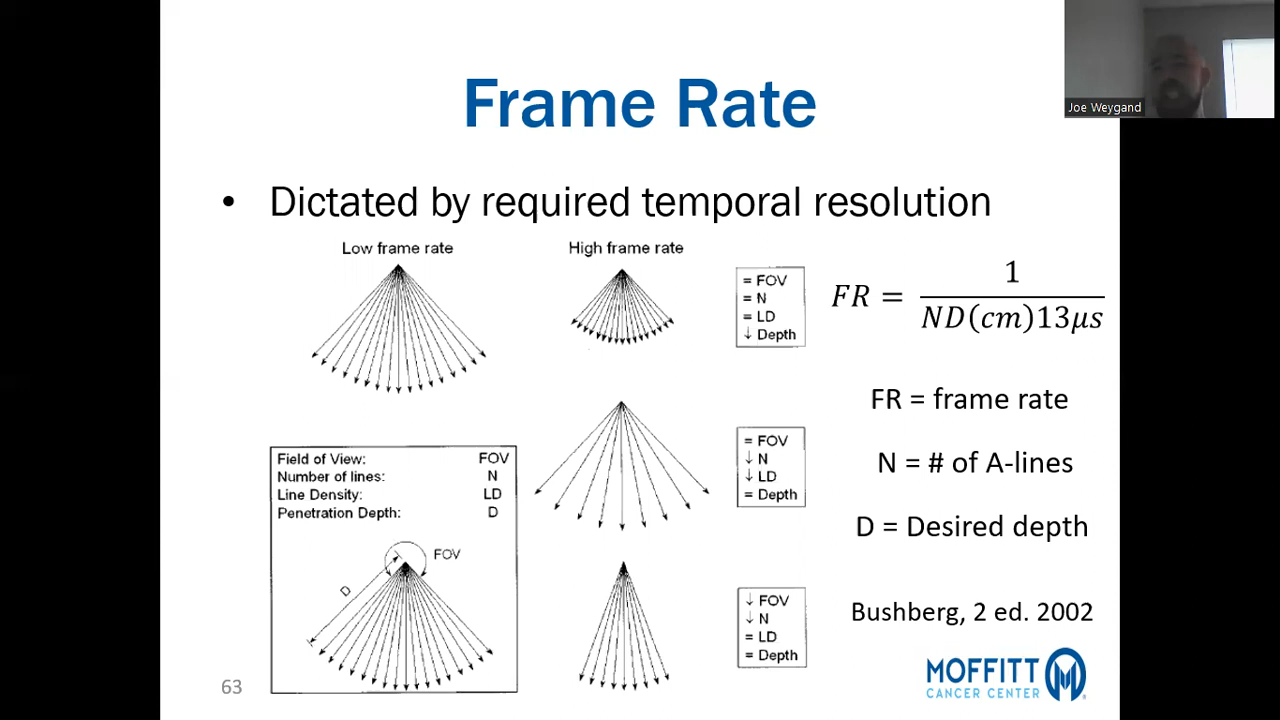 Joe Weygand
Frame Rate
• Dictated by required temporal resolution
Low frame rate
High frame rate
= FOV
= N
= LD
↓ Depth
= FOV
↓ N
↓ LD
= Depth
↓ FOV
↓ N
= LD
= Depth
Field of View: FOV
Number of lines: N
Line Density: LD
Penetration Depth: D
FOV
D
FR = 1 / ND(cm)13μs
FR = frame rate
N = # of A-lines
D = Desired depth
Bushberg, 2 ed. 2002
63
MOFFITT
CANCER CENTER
M